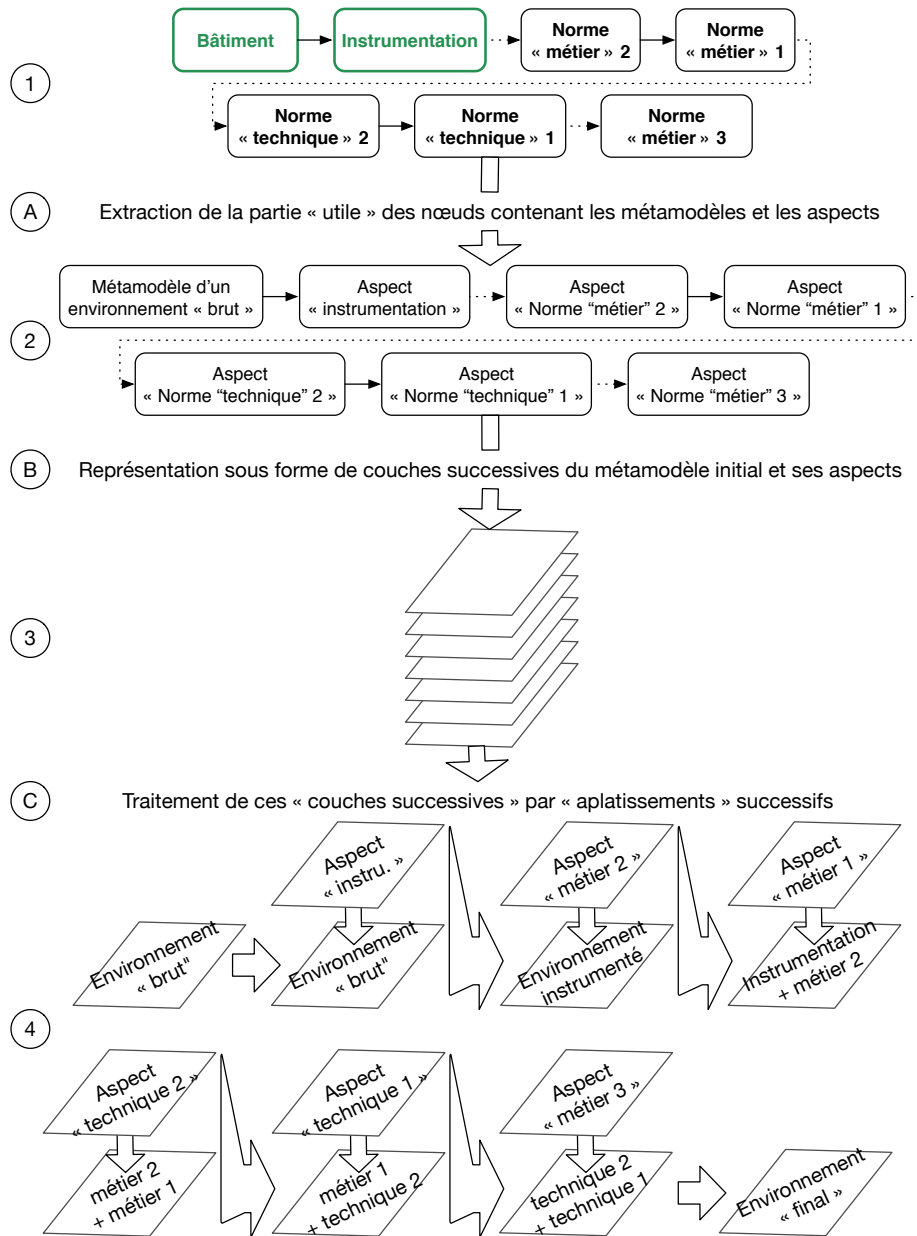 Bâtiment
Instrumentation
Norme
« métier » 2
Norme
« métier » 1
1
Norme
« technique » 2
Norme
« technique » 1
Norme
« métier » 3
A
Extraction de la partie « utile » des nœuds contenant les métamodèles et les aspects
Métamodèle d'un
environnement « brut »
Aspect
« instrumentation »
Aspect
« Norme “métier” 2 »
Aspect
« Norme “métier” 1 »
2
Aspect
« Norme “technique” 2 »
Aspect
« Norme “technique” 1 »
Aspect
« Norme “métier” 3 »
B
Représentation sous forme de couches successives du métamodèle initial et ses aspects
3
C
Traitement de ces « couches successives » par « aplatissements » successifs
Aspect
« instru. »
Aspect
« métier 2 »
Aspect
« métier 1 »
Environnement
« brut"
Environnement
« brut"
Environnement
instrumenté
Instrumentation
+ métier 2
4
Aspect
« technique 2 »
Aspect
« technique 1 »
Aspect
« métier 3 »
métier 2
+ métier 1
métier 1
+ technique 2
technique 2
+ technique 1
Environnement
« final »